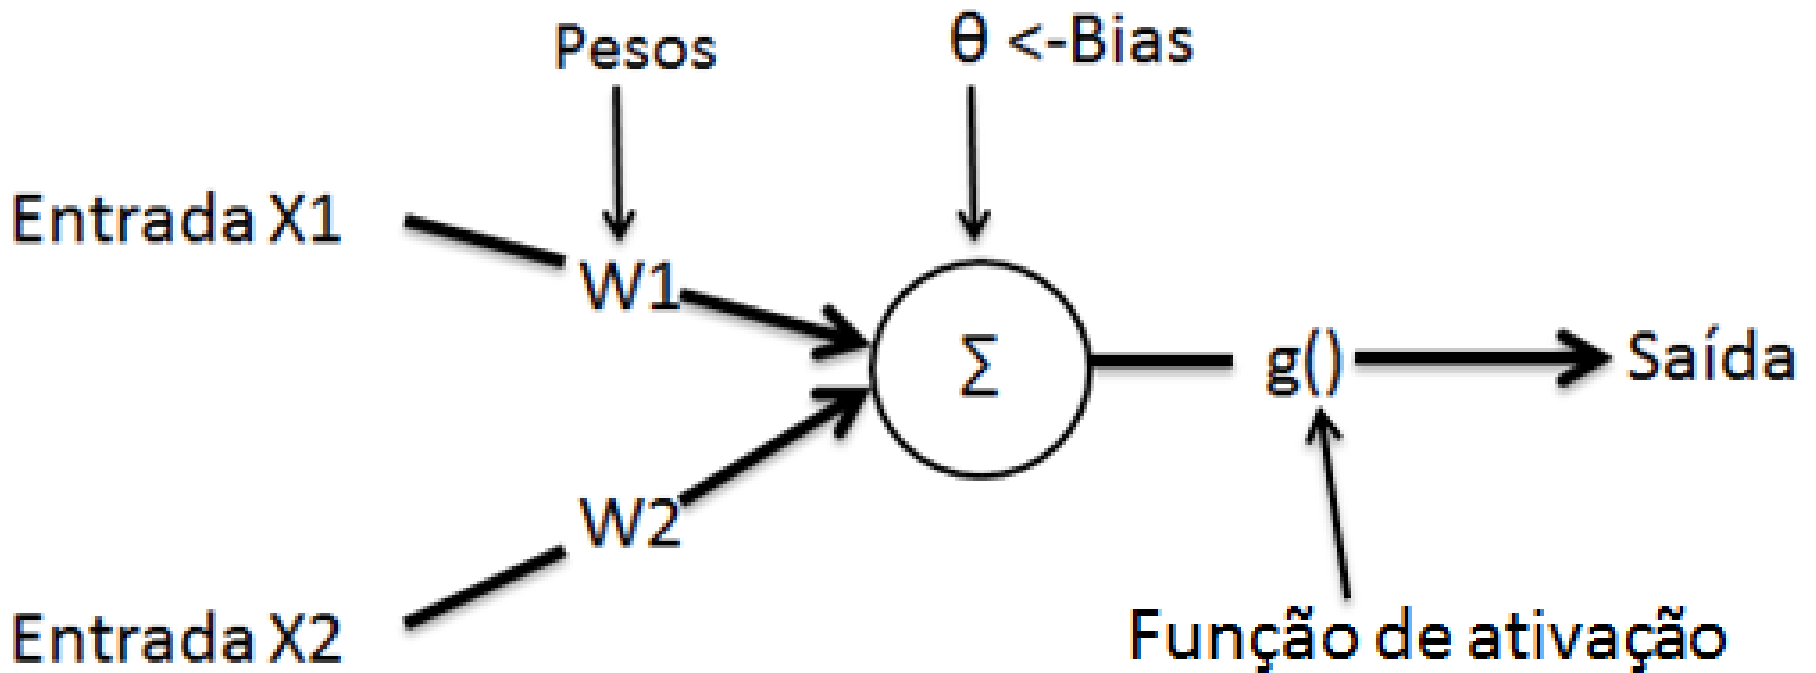 Pesos
θ <-Bias
Entrada X1
W1
Σ
g()
Saída
W2
Entrada X2
Função de ativação